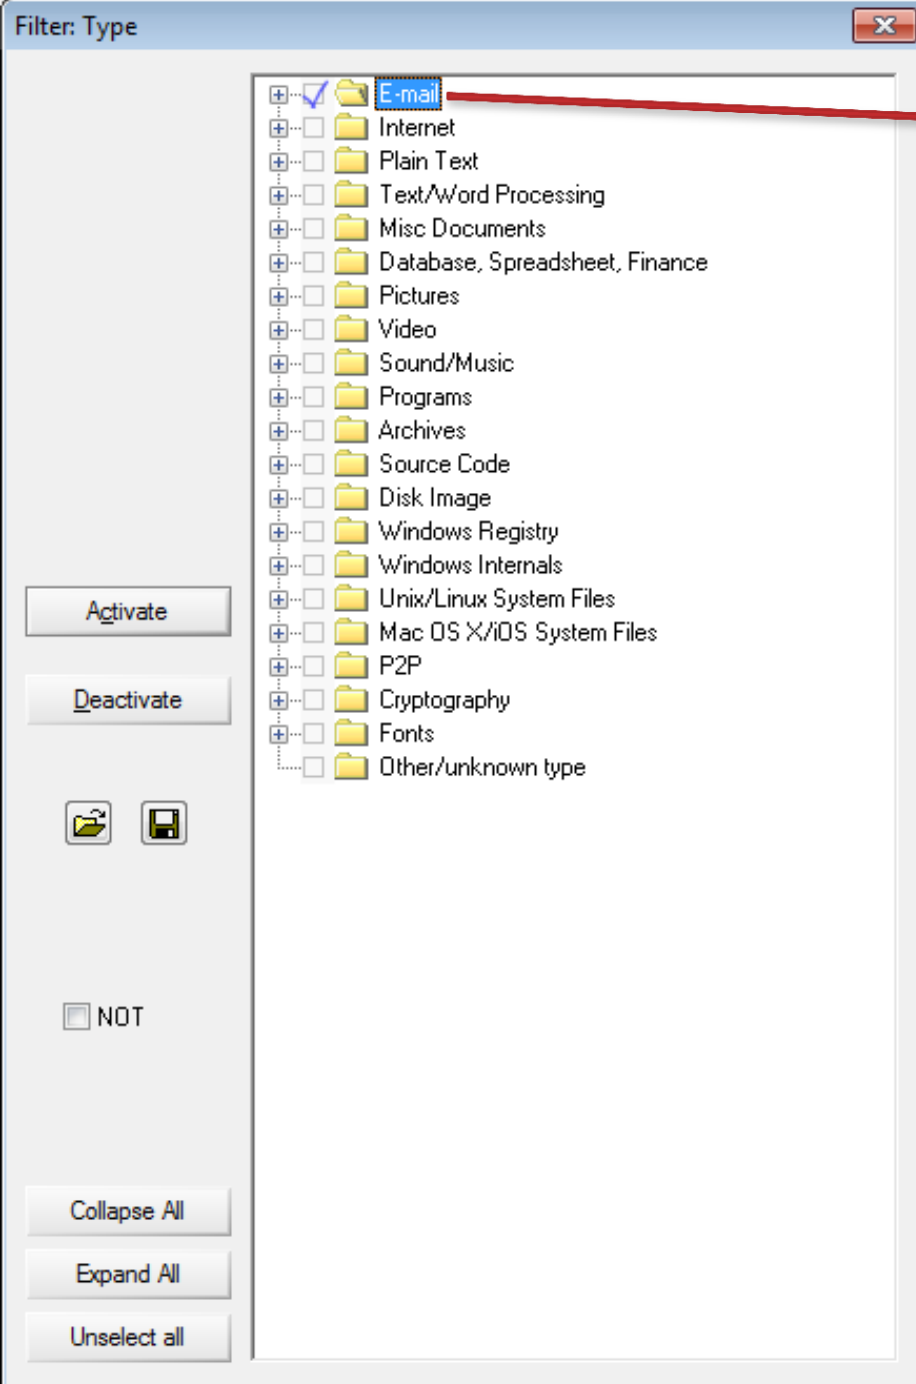 Filter: Type
E-mail
Internet
Plain Text
Text/Word Processing
Misc Documents
Database, Spreadsheet, Finance
Pictures
Video
Sound/Music
Programs
Archives
Source Code
Disk Image
Windows Registry
Windows Internals
Unix/Linux System Files
Mac OS X/iOS System Files
P2P
Cryptography
Fonts
Other/unknown type
Activate
Deactivate
NOT
Collapse All
Expand All
Unselect all